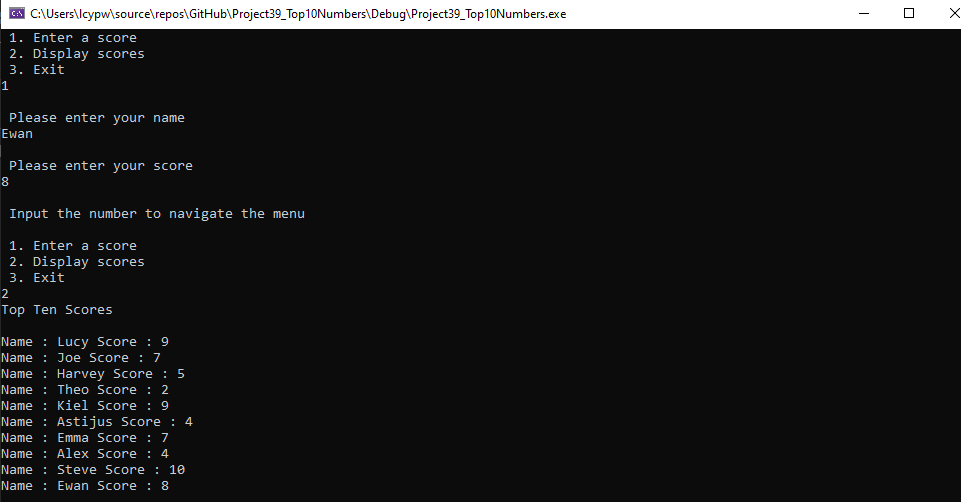 C:\Users\lcypw\source\repos\GitHub\Project39_Top10Numbers\Debug\Project39_Top10Numbers.exe
1. Enter a score
2. Display scores
3. Exit
1
Please enter your name
Ewan
Please enter your score
8
Input the number to navigate the menu
1. Enter a score
2. Display scores
3. Exit
2
Top Ten Scores
Name : Lucy Score : 9
Name : Joe Score : 7
Name : Harvey Score : 5
Name : Theo Score : 2
Name : Kiel Score : 9
Name : Astijus Score : 4
Name : Emma Score : 7
Name : Alex Score : 4
Name : Steve Score : 10
Name : Ewan Score : 8